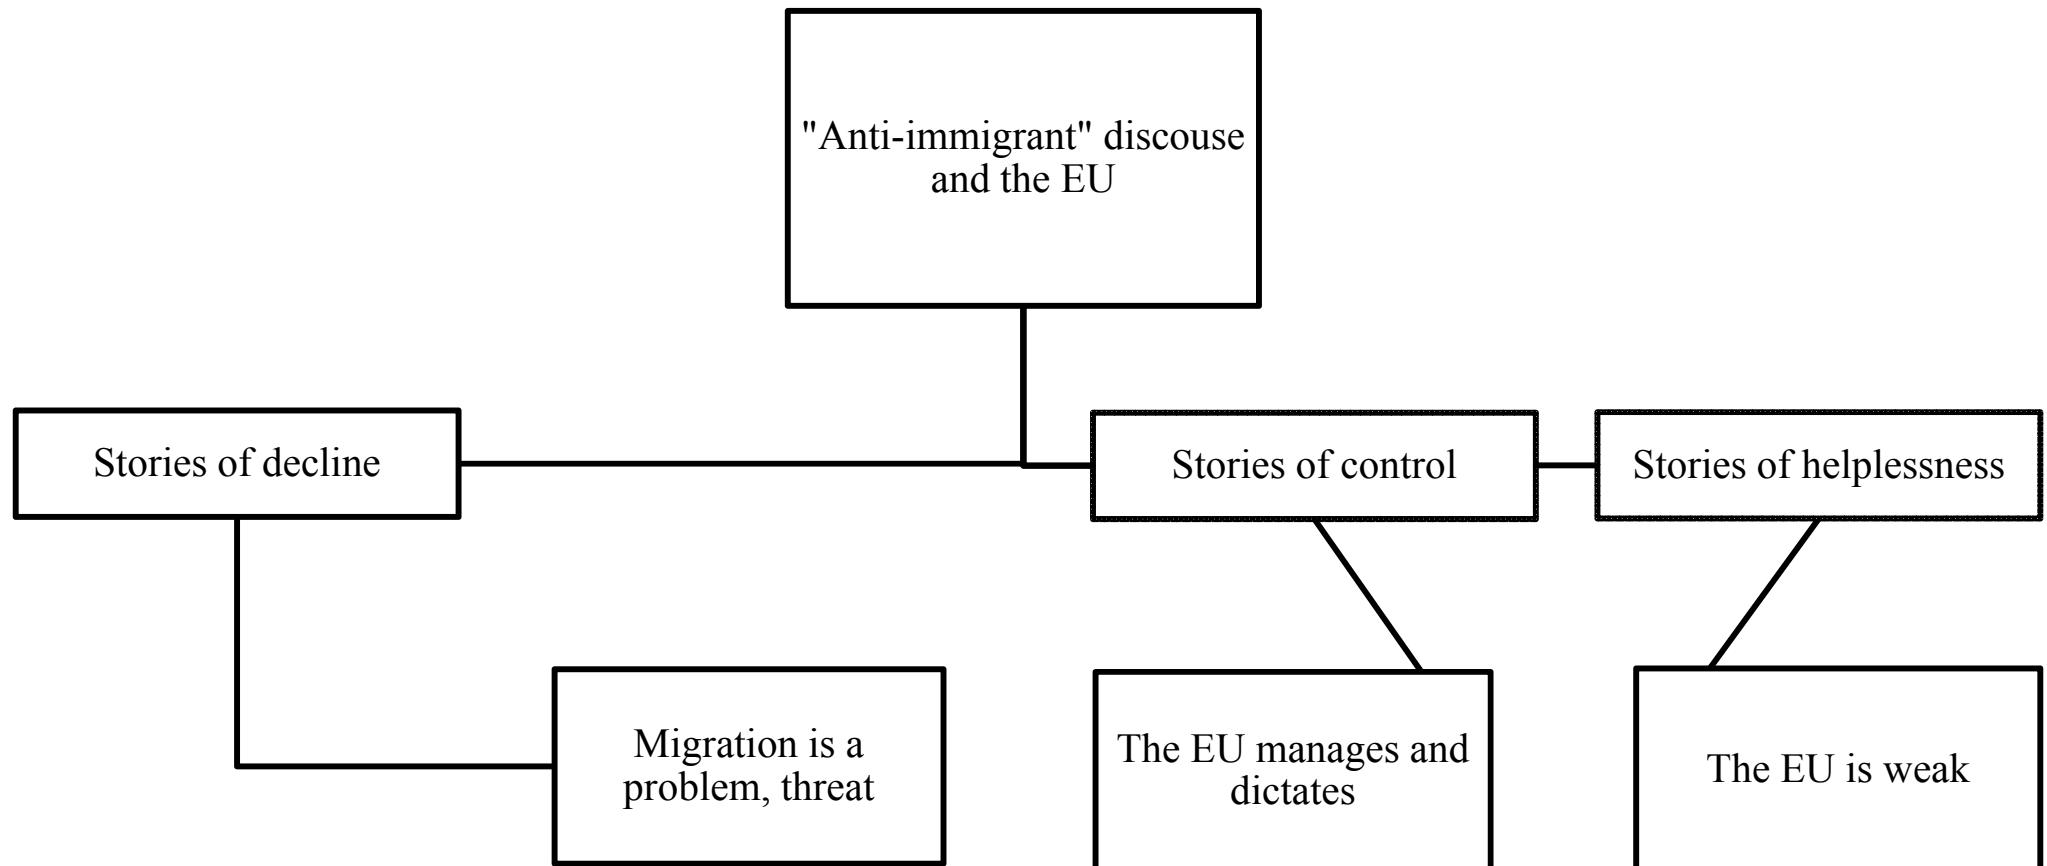 "Anti-immigrant" discouse
and the EU
Stories of decline
Stories of control
Stories of helplessness
Migration is a
problem, threat
The EU manages and
dictates
The EU is weak